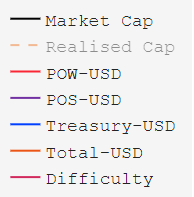 Market Cap
Realised Cap
POW-USD
POS-USD
Treasury-USD
Total-USD
Difficulty